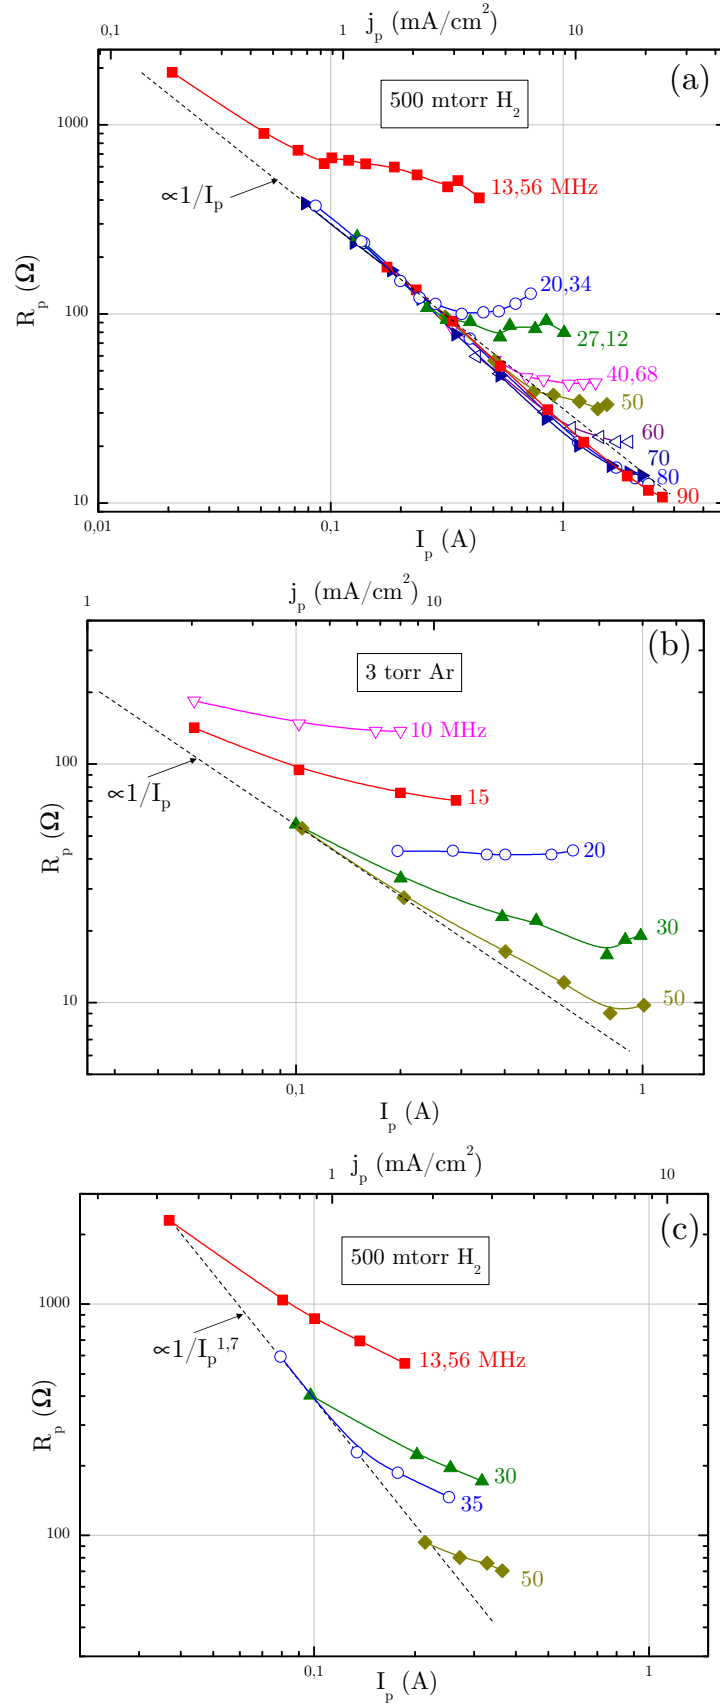 j_p (mA/cm^2)
0,1 1 10
(a)
500 mtorr H_2
1000
13,56 MHz
∝1/I_p
R_p (Ω)
20,34
100
27,12
40,68
50
60
70
80
90
10
0,01 0,1 1
I_p (A)
j_p (mA/cm^2)
1 10
(b)
3 torr Ar
10 MHz
100
∝1/I_p
15
R_p (Ω)
20
30
10
50
0,1 1
I_p (A)
j_p (mA/cm^2)
1 10
(c)
500 mtorr H_2
1000
∝1/I_p^1,7
13,56 MHz
R_p (Ω)
30
35
100
50
0,1 1
I_p (A)